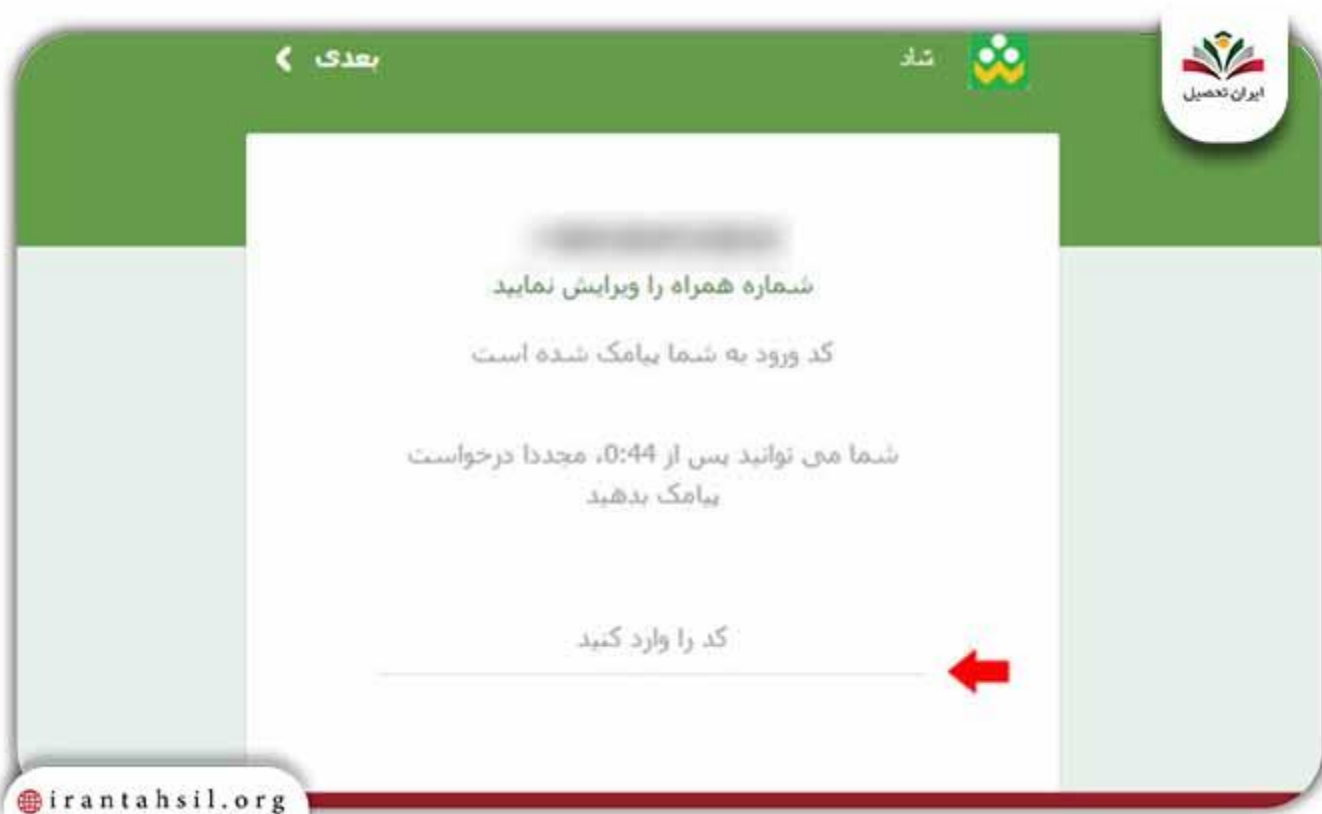 شاد
بعدی
ایران تحصیل
شماره همراه را ویرایش نمایید
کد ورود به شما پیامک شده است
شما می توانید پس از 0:44، مجددا درخواست
پیامک بدهید
کد را وارد کنید
irantahsil.org